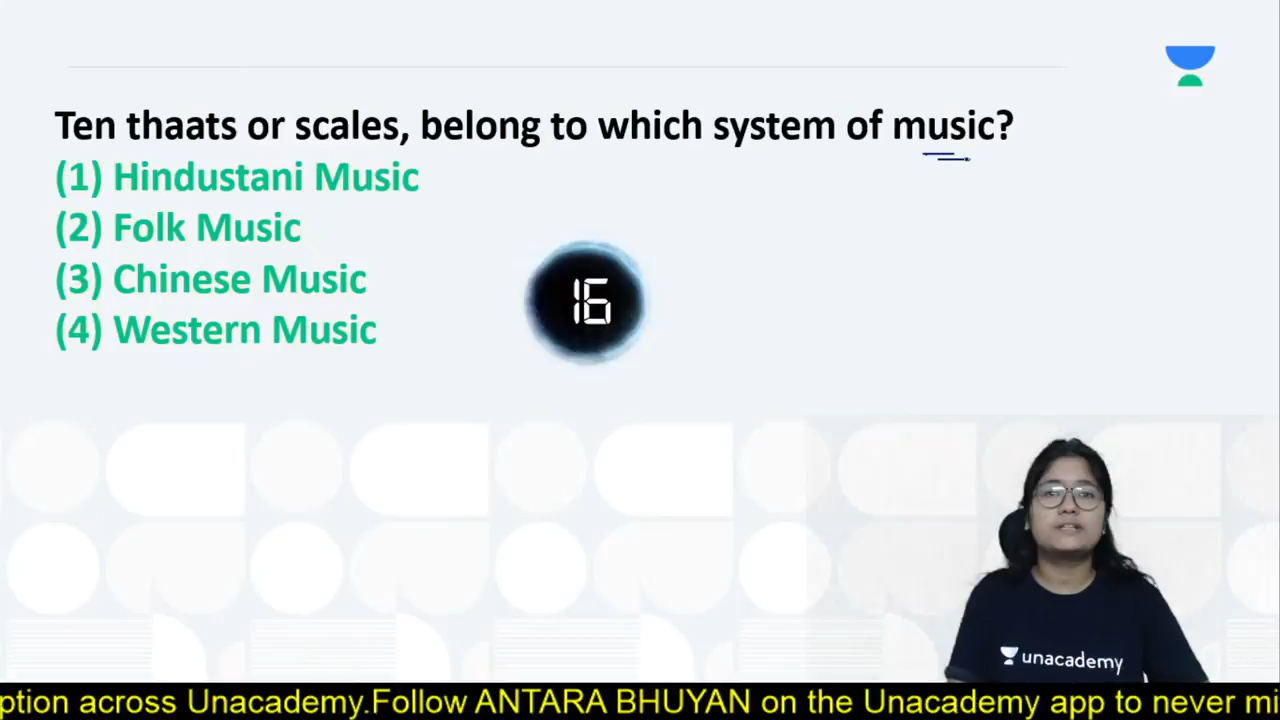 Ten thaats or scales, belong to which system of music?
(1) Hindustani Music
(2) Folk Music
(3) Chinese Music
(4) Western Music
16
unacademy
ption across Unacademy.Follow ANTARA BHUYAN on the Unacademy app to never mi